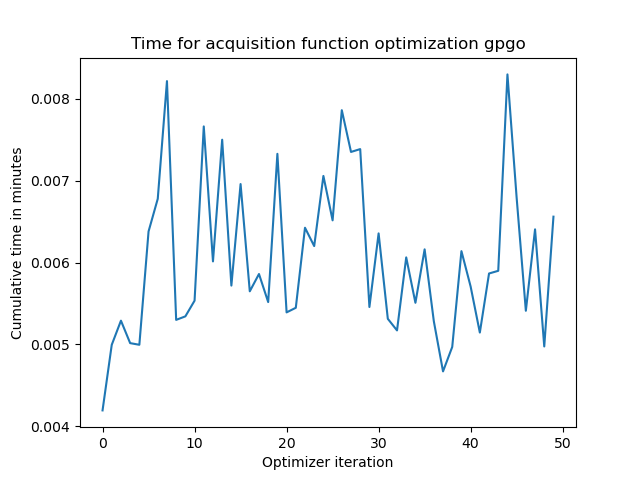 Time for acquisition function optimization gpgo
0.008
0.007
0.006
0.005
0.004
Cumulative time in minutes
0 10 20 30 40 50
Optimizer iteration